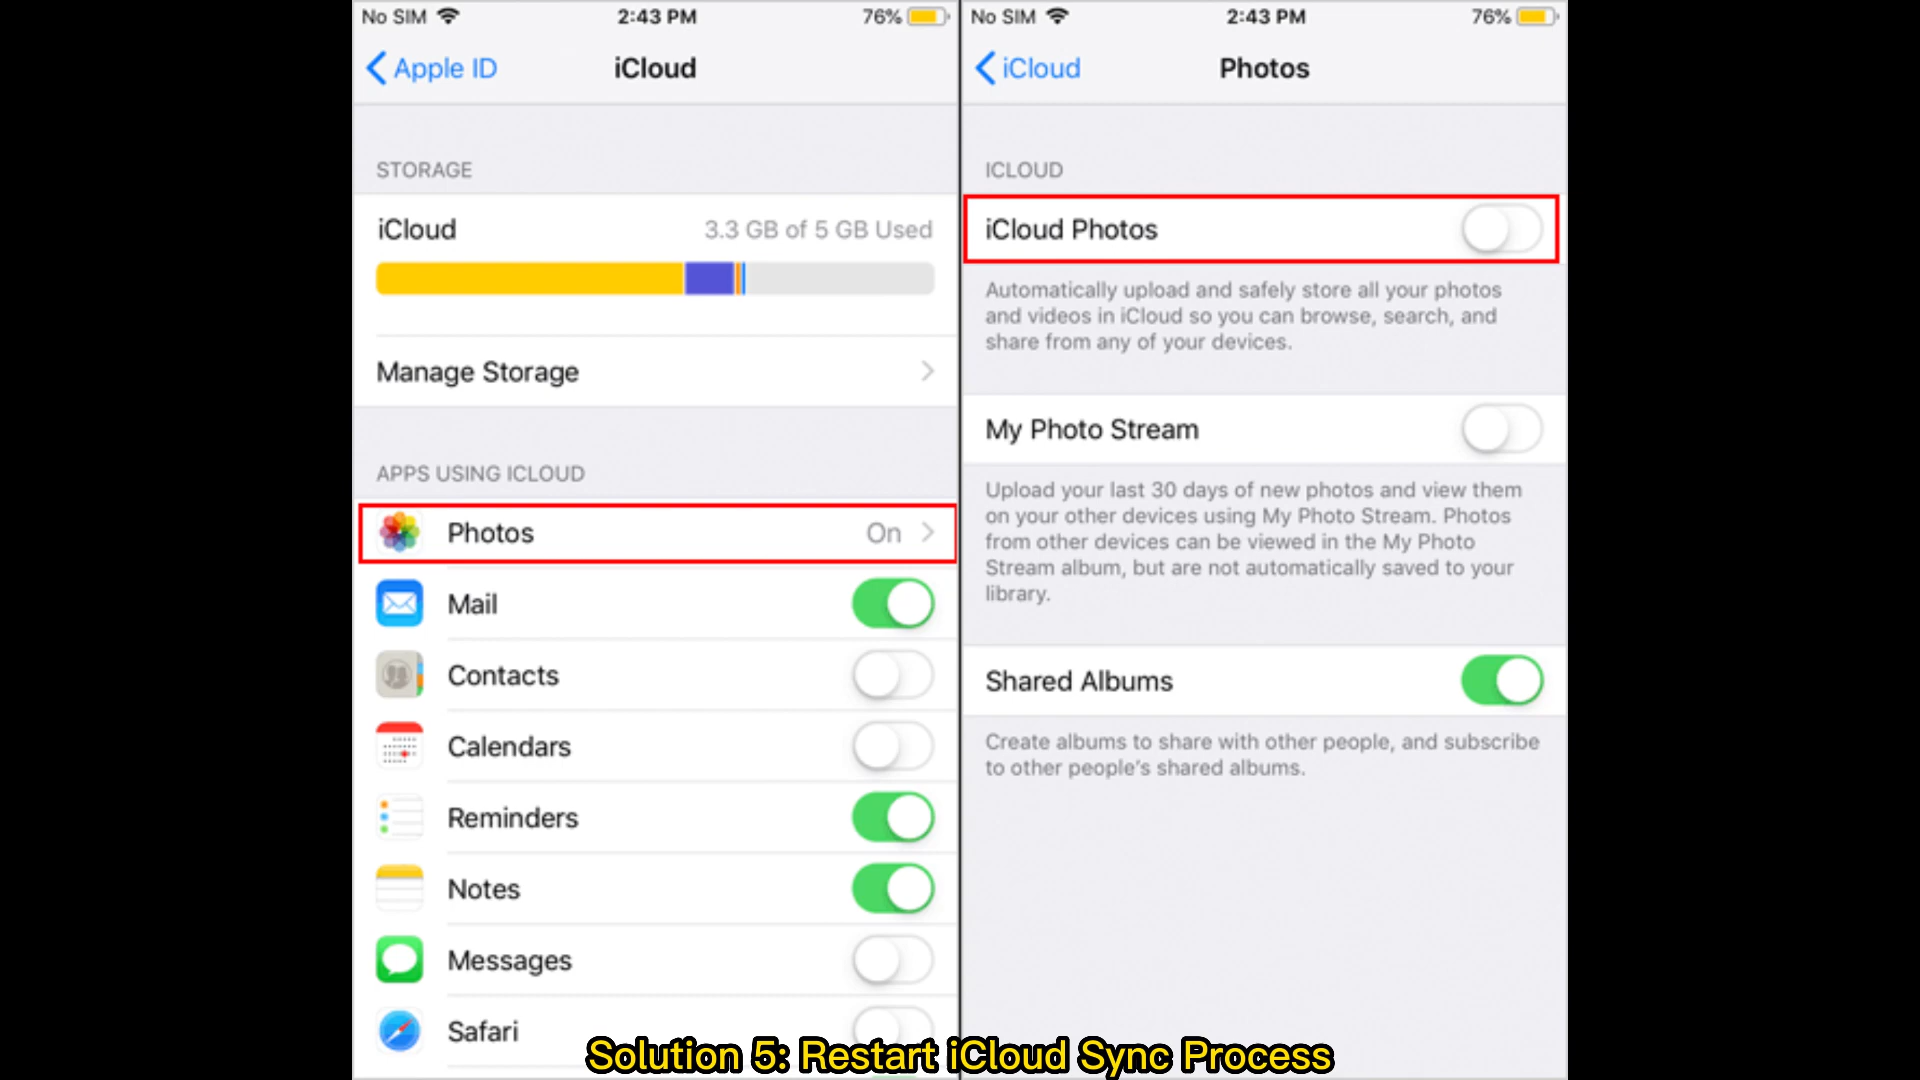 No SIM 2:43 PM 76%
Apple ID iCloud
STORAGE
iCloud 3.3 GB of 5 GB Used
Manage Storage
APPS USING ICLOUD
Photos On
Mail
Contacts
Calendars
Reminders
Notes
Messages
Safari
No SIM 2:43 PM 76%
iCloud Photos
ICLOUD
iCloud Photos
Automatically upload and safely store all your photos
and videos in iCloud so you can browse, search, and
share from any of your devices.
My Photo Stream
Upload your last 30 days of new photos and view them
on your other devices using My Photo Stream. Photos
from other devices can be viewed in the My Photo
Stream album, but are not automatically saved to your
library.
Shared Albums
Create albums to share with other people, and subscribe
to other people's shared albums.
Solution 5: Restart iCloud Sync Process